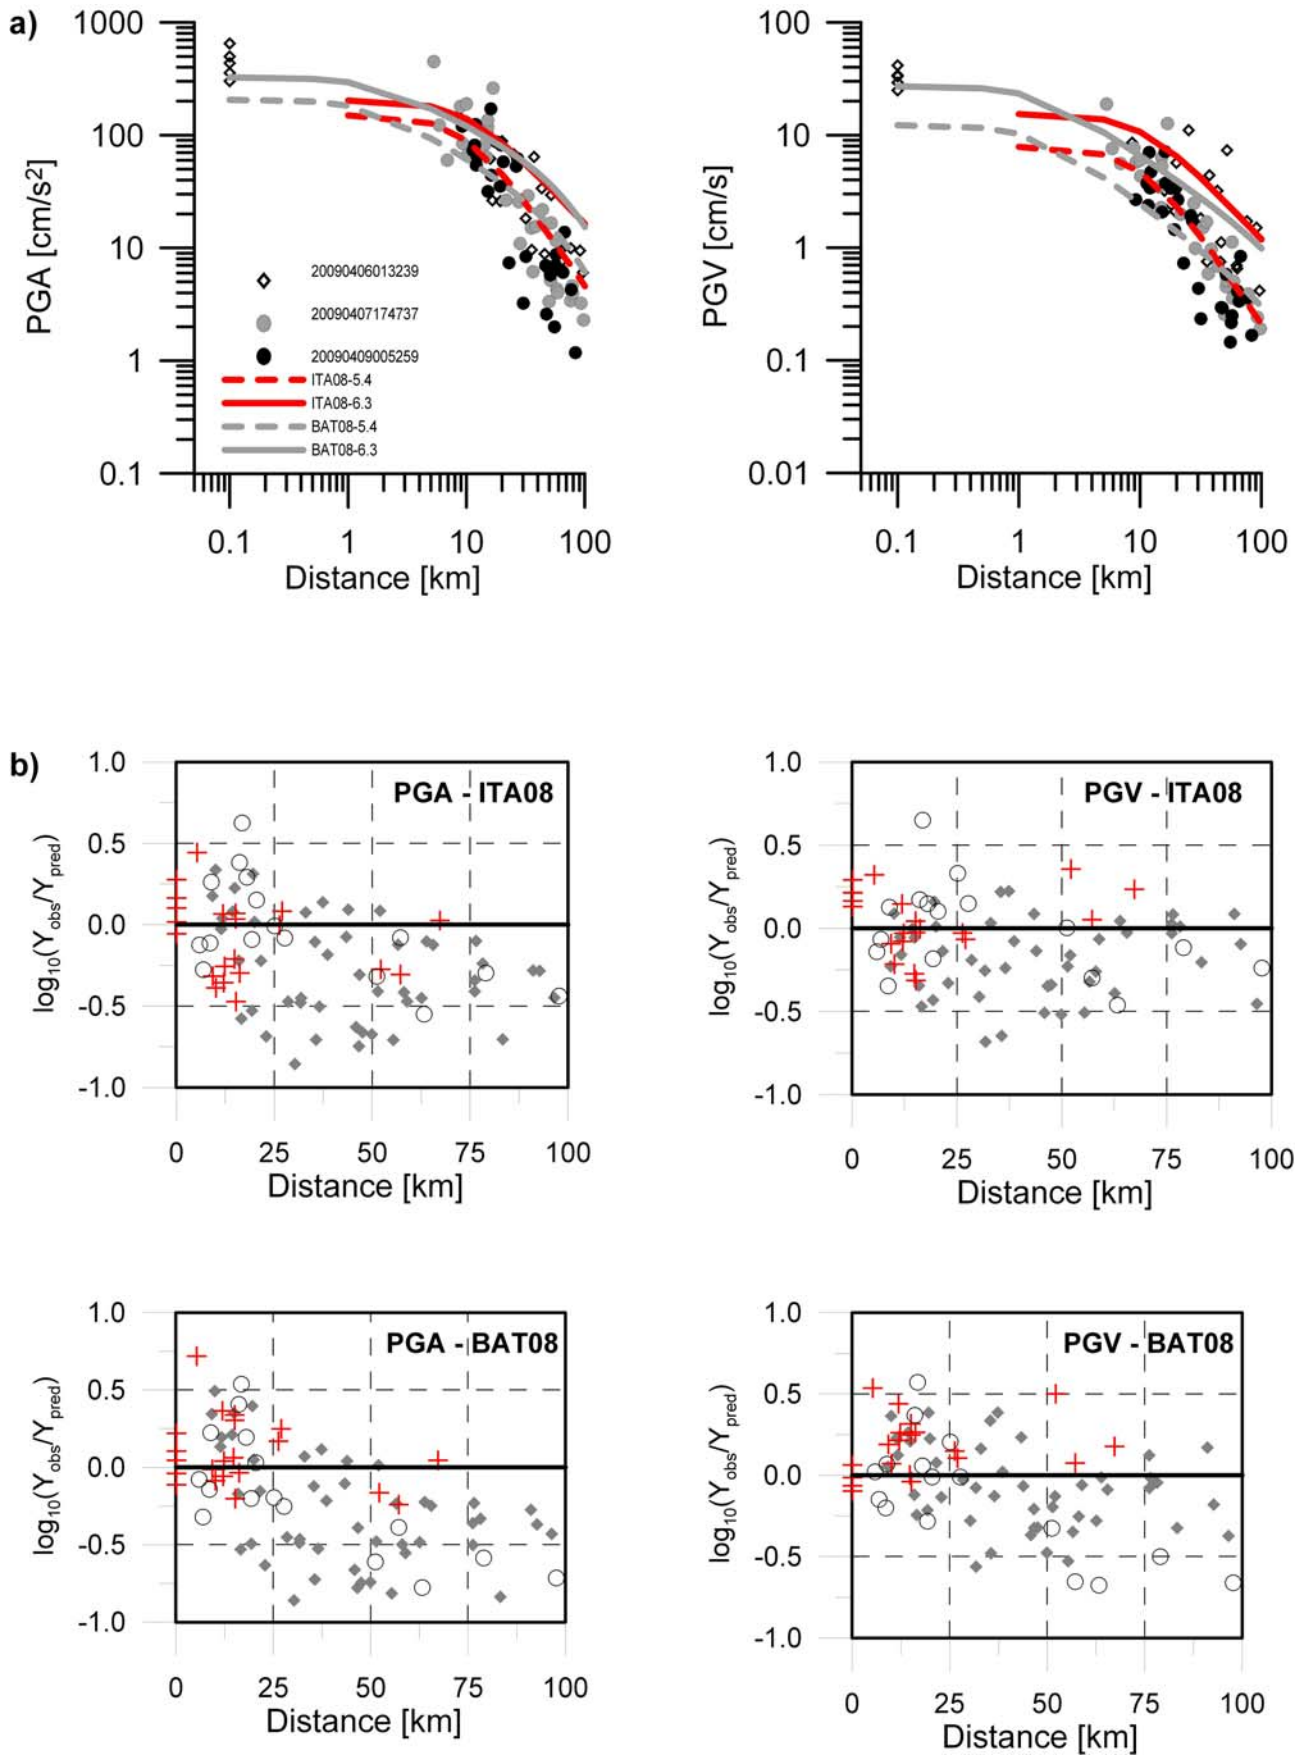 a)
1000
100
10
1
0.1
PGA [cm/s²]
20090406013239
20090407174737
20090409005259
ITA08-5.4
ITA08-6.3
BAT08-5.4
BAT08-6.3
0.1 1 10 100
Distance [km]
100
10
1
0.1
0.01
PGV [cm/s]
0.1 1 10 100
Distance [km]
b)
PGA - ITA08
1.0
0.5
0.0
-0.5
-1.0
log10(Yobs/Ypred)
0 25 50 75 100
Distance [km]
PGV - ITA08
1.0
0.5
0.0
-0.5
-1.0
log10(Yobs/Ypred)
0 25 50 75 100
Distance [km]
PGA - BAT08
1.0
0.5
0.0
-0.5
-1.0
log10(Yobs/Ypred)
0 25 50 75 100
Distance [km]
PGV - BAT08
1.0
0.5
0.0
-0.5
-1.0
log10(Yobs/Ypred)
0 25 50 75 100
Distance [km]